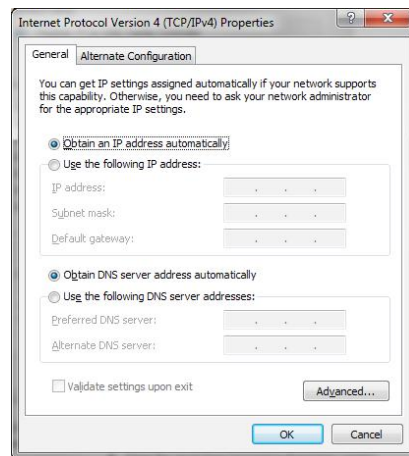 Internet Protocol Version 4 (TCP/IPv4) Properties
General
Alternate Configuration
You can get IP settings assigned automatically if your network supports
this capability. Otherwise, you need to ask your network administrator
for the appropriate IP settings.
Obtain an IP address automatically
Use the following IP address:
IP address:
Subnet mask:
Default gateway:
Obtain DNS server address automatically
Use the following DNS server addresses:
Preferred DNS server:
Alternate DNS server:
Validate settings upon exit
Advanced...
OK
Cancel